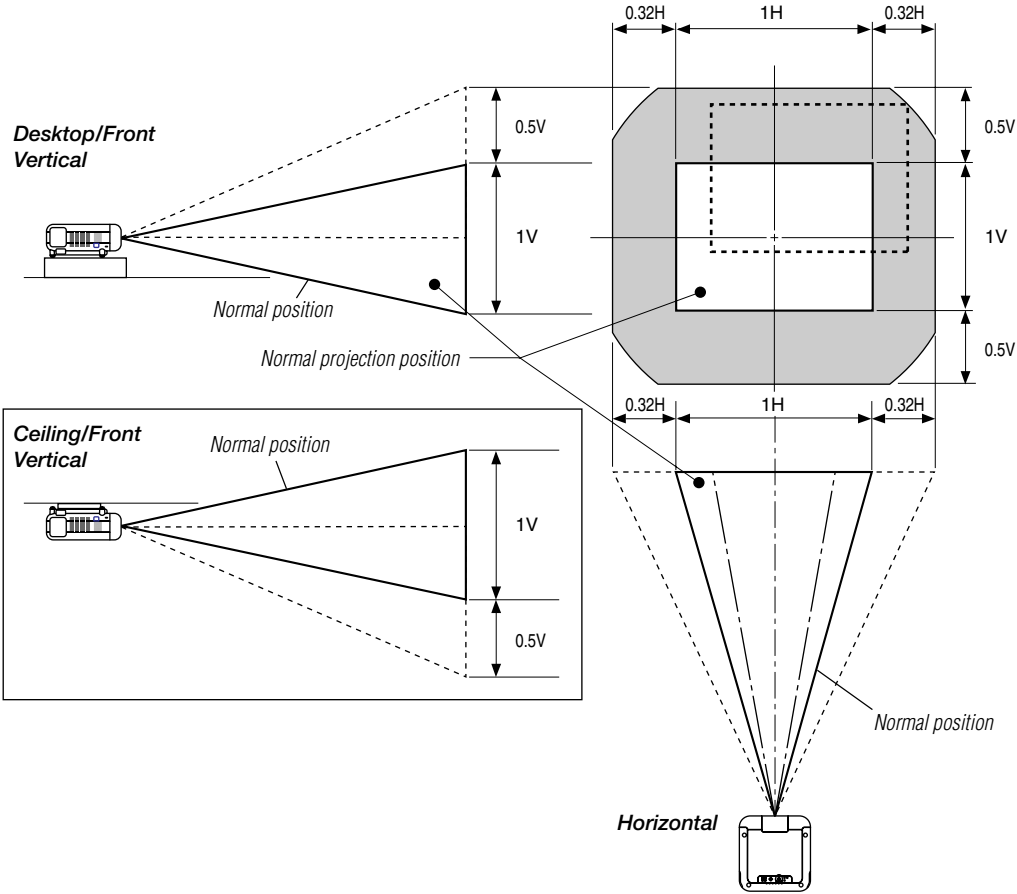 0.32H
1H
0.32H
Desktop/Front
Vertical
0.5V
0.5V
1V
1V
Normal position
Normal projection position
0.5V
0.32H
1H
0.32H
Ceiling/Front
Vertical
Normal position
1V
0.5V
Normal position
Horizontal